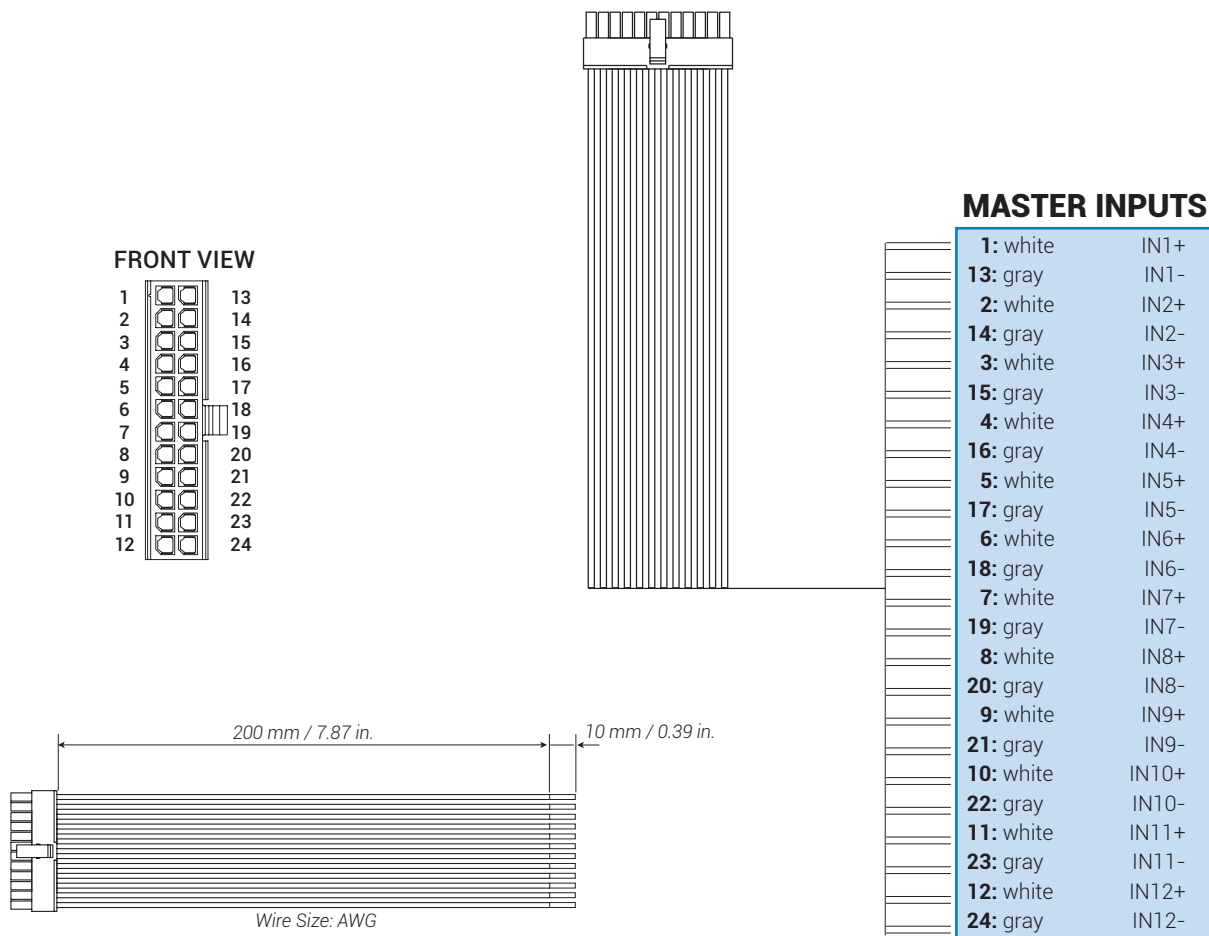 MASTER INPUTS
1: white IN1+
13: gray IN1-
2: white IN2+
14: gray IN2-
3: white IN3+
15: gray IN3-
4: white IN4+
16: gray IN4-
5: white IN5+
17: gray IN5-
6: white IN6+
18: gray IN6-
7: white IN7+
19: gray IN7-
8: white IN8+
20: gray IN8-
9: white IN9+
21: gray IN9-
10: white IN10+
22: gray IN10-
11: white IN11+
23: gray IN11-
12: white IN12+
24: gray IN12-
FRONT VIEW
1 13
2 14
3 15
4 16
5 17
6 18
7 19
8 20
9 21
10 22
11 23
12 24
200 mm / 7.87 in.
10 mm / 0.39 in.
Wire Size: AWG